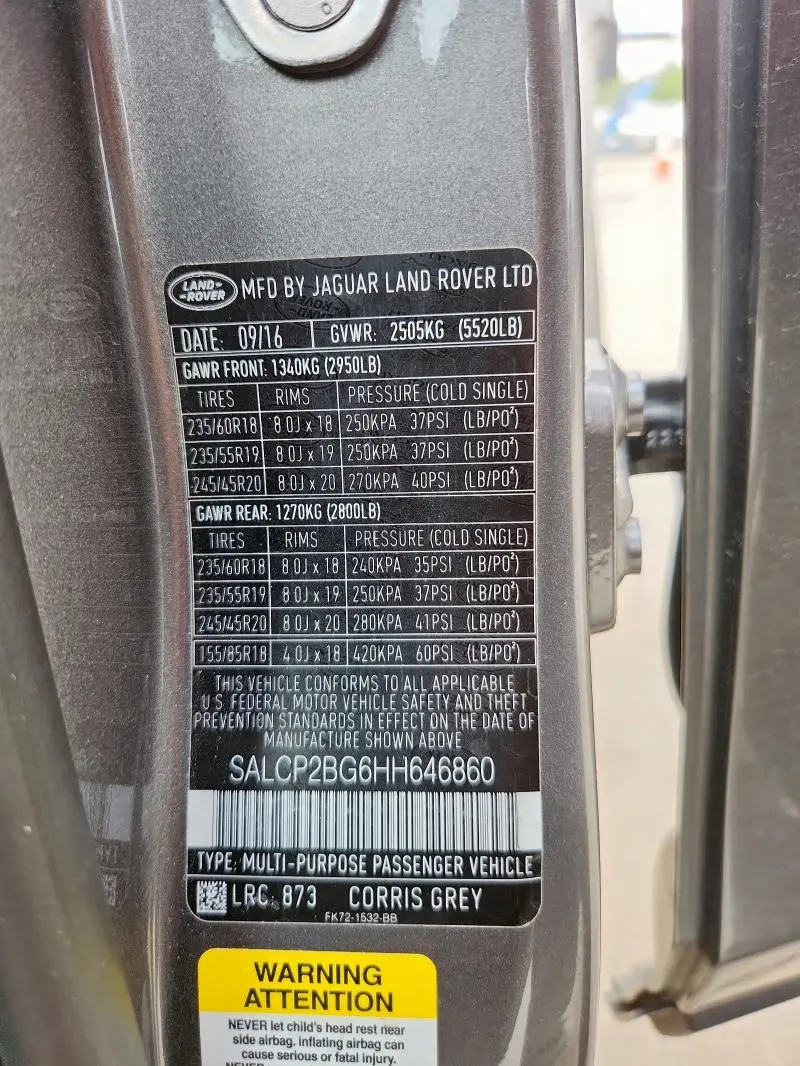 LAND-
-ROVER
MFD BY JAGUAR LAND ROVER LTD
DATE: 09/16 GVWR: 2505KG (5520LB)
GAWR FRONT: 1340KG (2950LB)
TIRES RIMS PRESSURE (COLD SINGLE)
235/60R18 8.0J x 18 250KPA 37PSI (LB/PO²)
235/55R19 8.0J x 19 250KPA 37PSI (LB/PO²)
245/45R20 8.0J x 20 270KPA 40PSI (LB/PO²)
GAWR REAR: 1270KG (2800LB)
TIRES RIMS PRESSURE (COLD SINGLE)
235/60R18 8.0J x 18 240KPA 35PSI (LB/PO²)
235/55R19 8.0J x 19 250KPA 37PSI (LB/PO²)
245/45R20 8.0J x 20 280KPA 41PSI (LB/PO²)
155/85R18 4.0J x 18 420KPA 60PSI (LB/PO²)
THIS VEHICLE CONFORMS TO ALL APPLICABLE
U.S. FEDERAL MOTOR VEHICLE SAFETY AND THEFT
PREVENTION STANDARDS IN EFFECT ON THE DATE OF
MANUFACTURE SHOWN ABOVE
SALCP2BG6HH646860
TYPE: MULTI-PURPOSE PASSENGER VEHICLE
LRC 873 CORRIS GREY
FK72-1532-BB
WARNING
ATTENTION
NEVER let child's head rest near
side airbag. inflating airbag can
cause serious or fatal injury.